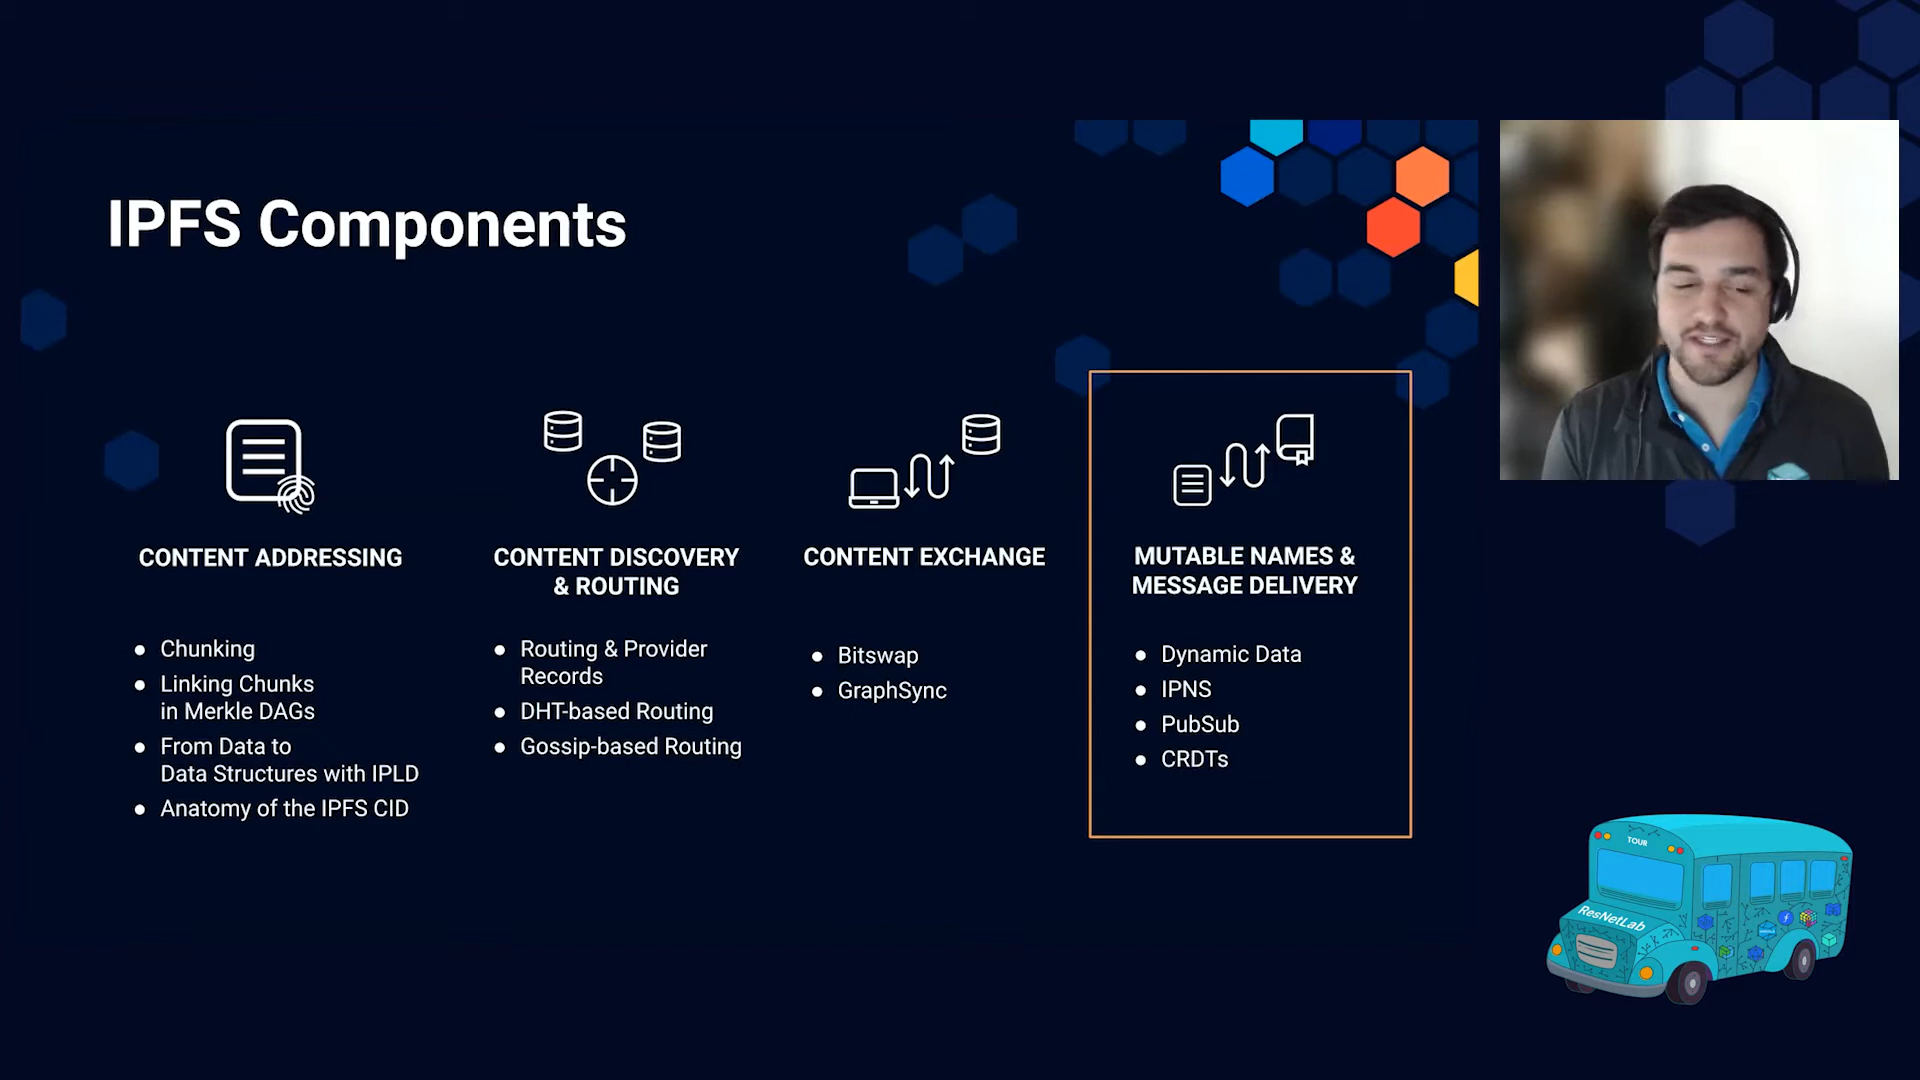 IPFS Components
CONTENT ADDRESSING
● Chunking
● Linking Chunks
in Merkle DAGs
● From Data to
Data Structures with IPLD
● Anatomy of the IPFS CID
CONTENT DISCOVERY
& ROUTING
● Routing & Provider
Records
● DHT-based Routing
● Gossip-based Routing
CONTENT EXCHANGE
● Bitswap
● GraphSync
MUTABLE NAMES &
MESSAGE DELIVERY
● Dynamic Data
● IPNS
● PubSub
● CRDTs
TOUR
ResNetLab